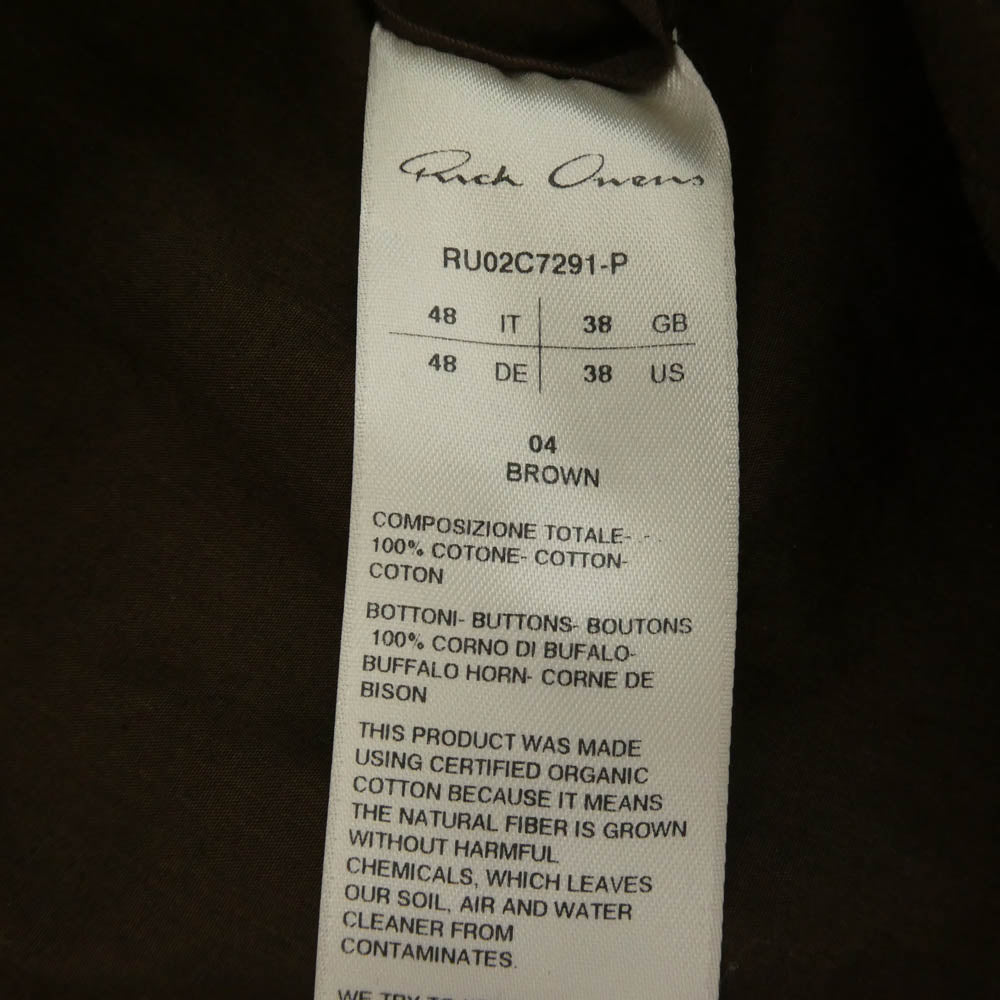 Rick Owens
RU02C7291-P
48 IT 38 GB
48 DE 38 US
04
BROWN
COMPOSIZIONE TOTALE-
100% COTONE- COTTON-
COTON
BOTTONI- BUTTONS- BOUTONS
100% CORNO DI BUFALO-
BUFFALO HORN- CORNE DE
BISON
THIS PRODUCT WAS MADE
USING CERTIFIED ORGANIC
COTTON BECAUSE IT MEANS
THE NATURAL FIBER IS GROWN
WITHOUT HARMFUL
CHEMICALS, WHICH LEAVES
OUR SOIL, AIR AND WATER
CLEANER FROM
CONTAMINATES.
WE TRY